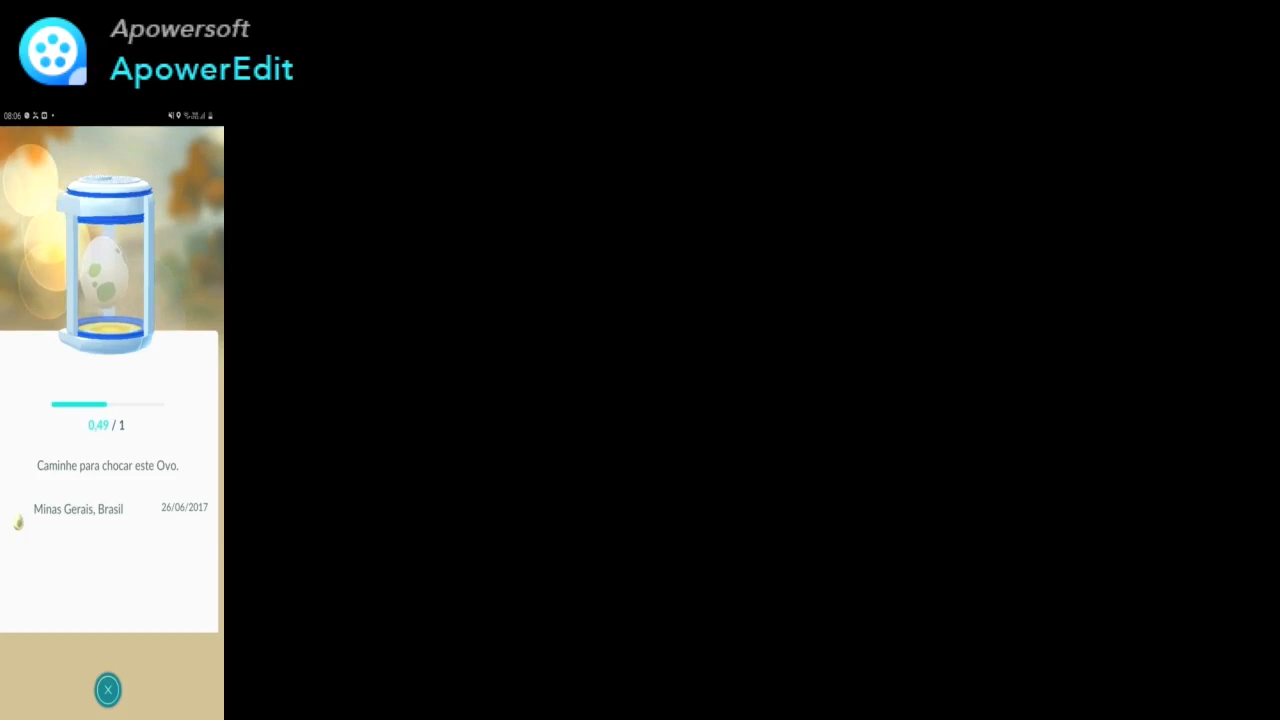 Apowersoft
ApowerEdit
08:06
0,49 / 1
Caminhe para chocar este Ovo.
Minas Gerais, Brasil 26/06/2017
X